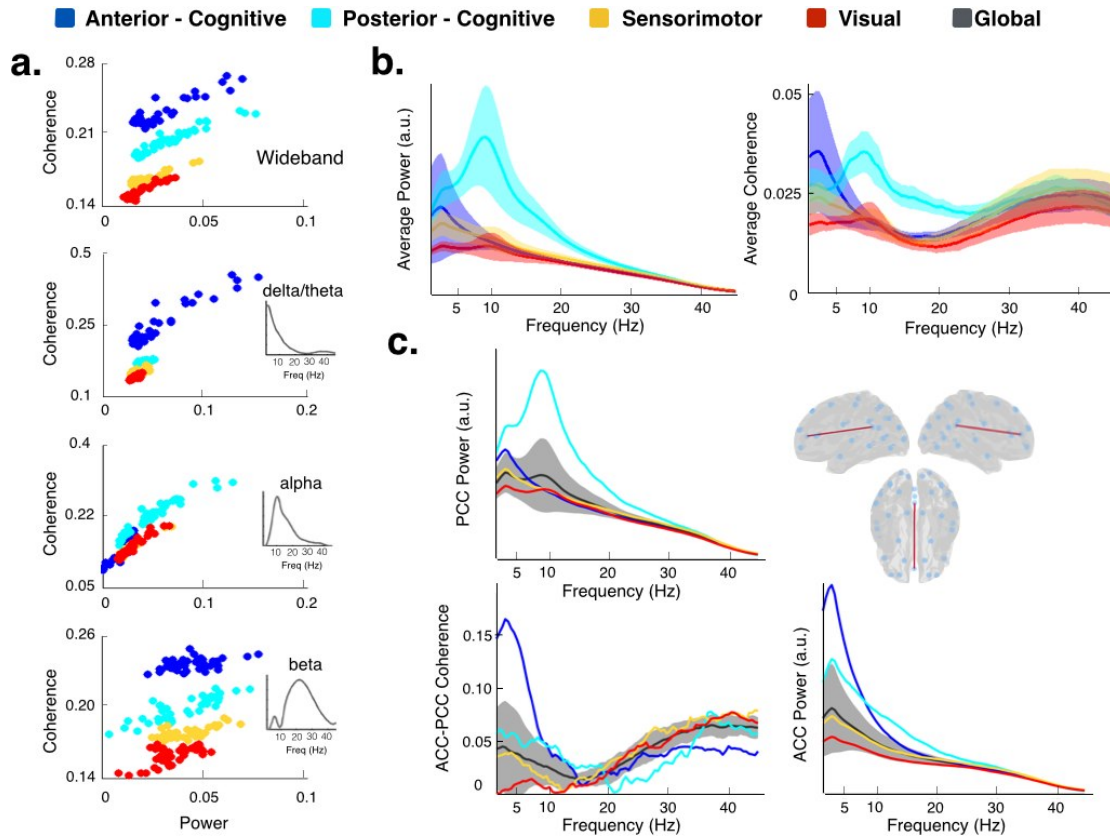 Anterior - Cognitive Posterior - Cognitive Sensorimotor Visual Global
a.
0.28
Coherence
0.21
Wideband
0.14
0 0.05 0.1
0.5
Coherence
delta/theta
0.25
10 20 30 40
Freq (Hz)
0.1
0 0.1 0.2
0.4
Coherence
alpha
0.22
10 20 30 40
Freq (Hz)
0.05
0 0.1 0.2
0.26
Coherence
beta
0.20
10 20 30 40
Freq (Hz)
0.14
0 0.05 0.1
Power
b.
Average Power (a.u.)
5 10 20 30 40
Frequency (Hz)
0.05
Average Coherence
0.025
0
5 10 20 30 40
Frequency (Hz)
c.
PCC Power (a.u.)
5 10 20 30 40
Frequency (Hz)
0.15
ACC-PCC Coherence
0.10
0.05
0
5 10 20 30 40
Frequency (Hz)
ACC Power (a.u.)
5 10 20 30 40
Frequency (Hz)